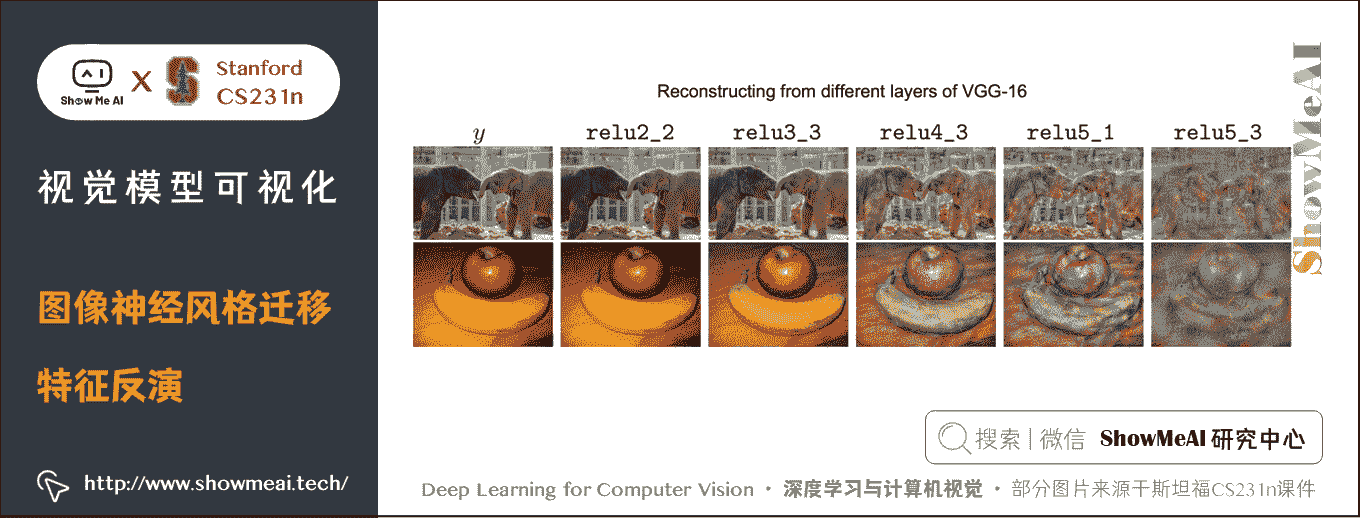 Show Me AI
X
Stanford
CS231n
视觉模型可视化
图像神经风格迁移
特征反演
http://www.showmeai.tech/
Reconstructing from different layers of VGG-16
y relu2_2 relu3_3 relu4_3 relu5_1 relu5_3
ShowMeAI
搜索 | 微信 ShowMeAI 研究中心
Deep Learning for Computer Vision · 深度学习与计算机视觉 · 部分图片来源于斯坦福CS231n课件